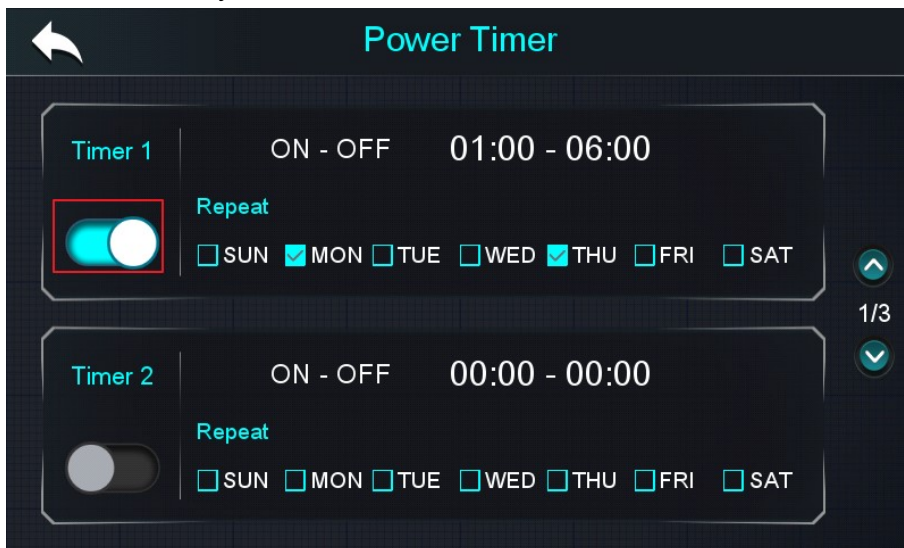 Power Timer
Timer 1
ON - OFF 01:00 - 06:00
Repeat
SUN MON TUE WED THU FRI SAT
1/3
Timer 2
ON - OFF 00:00 - 00:00
Repeat
SUN MON TUE WED THU FRI SAT